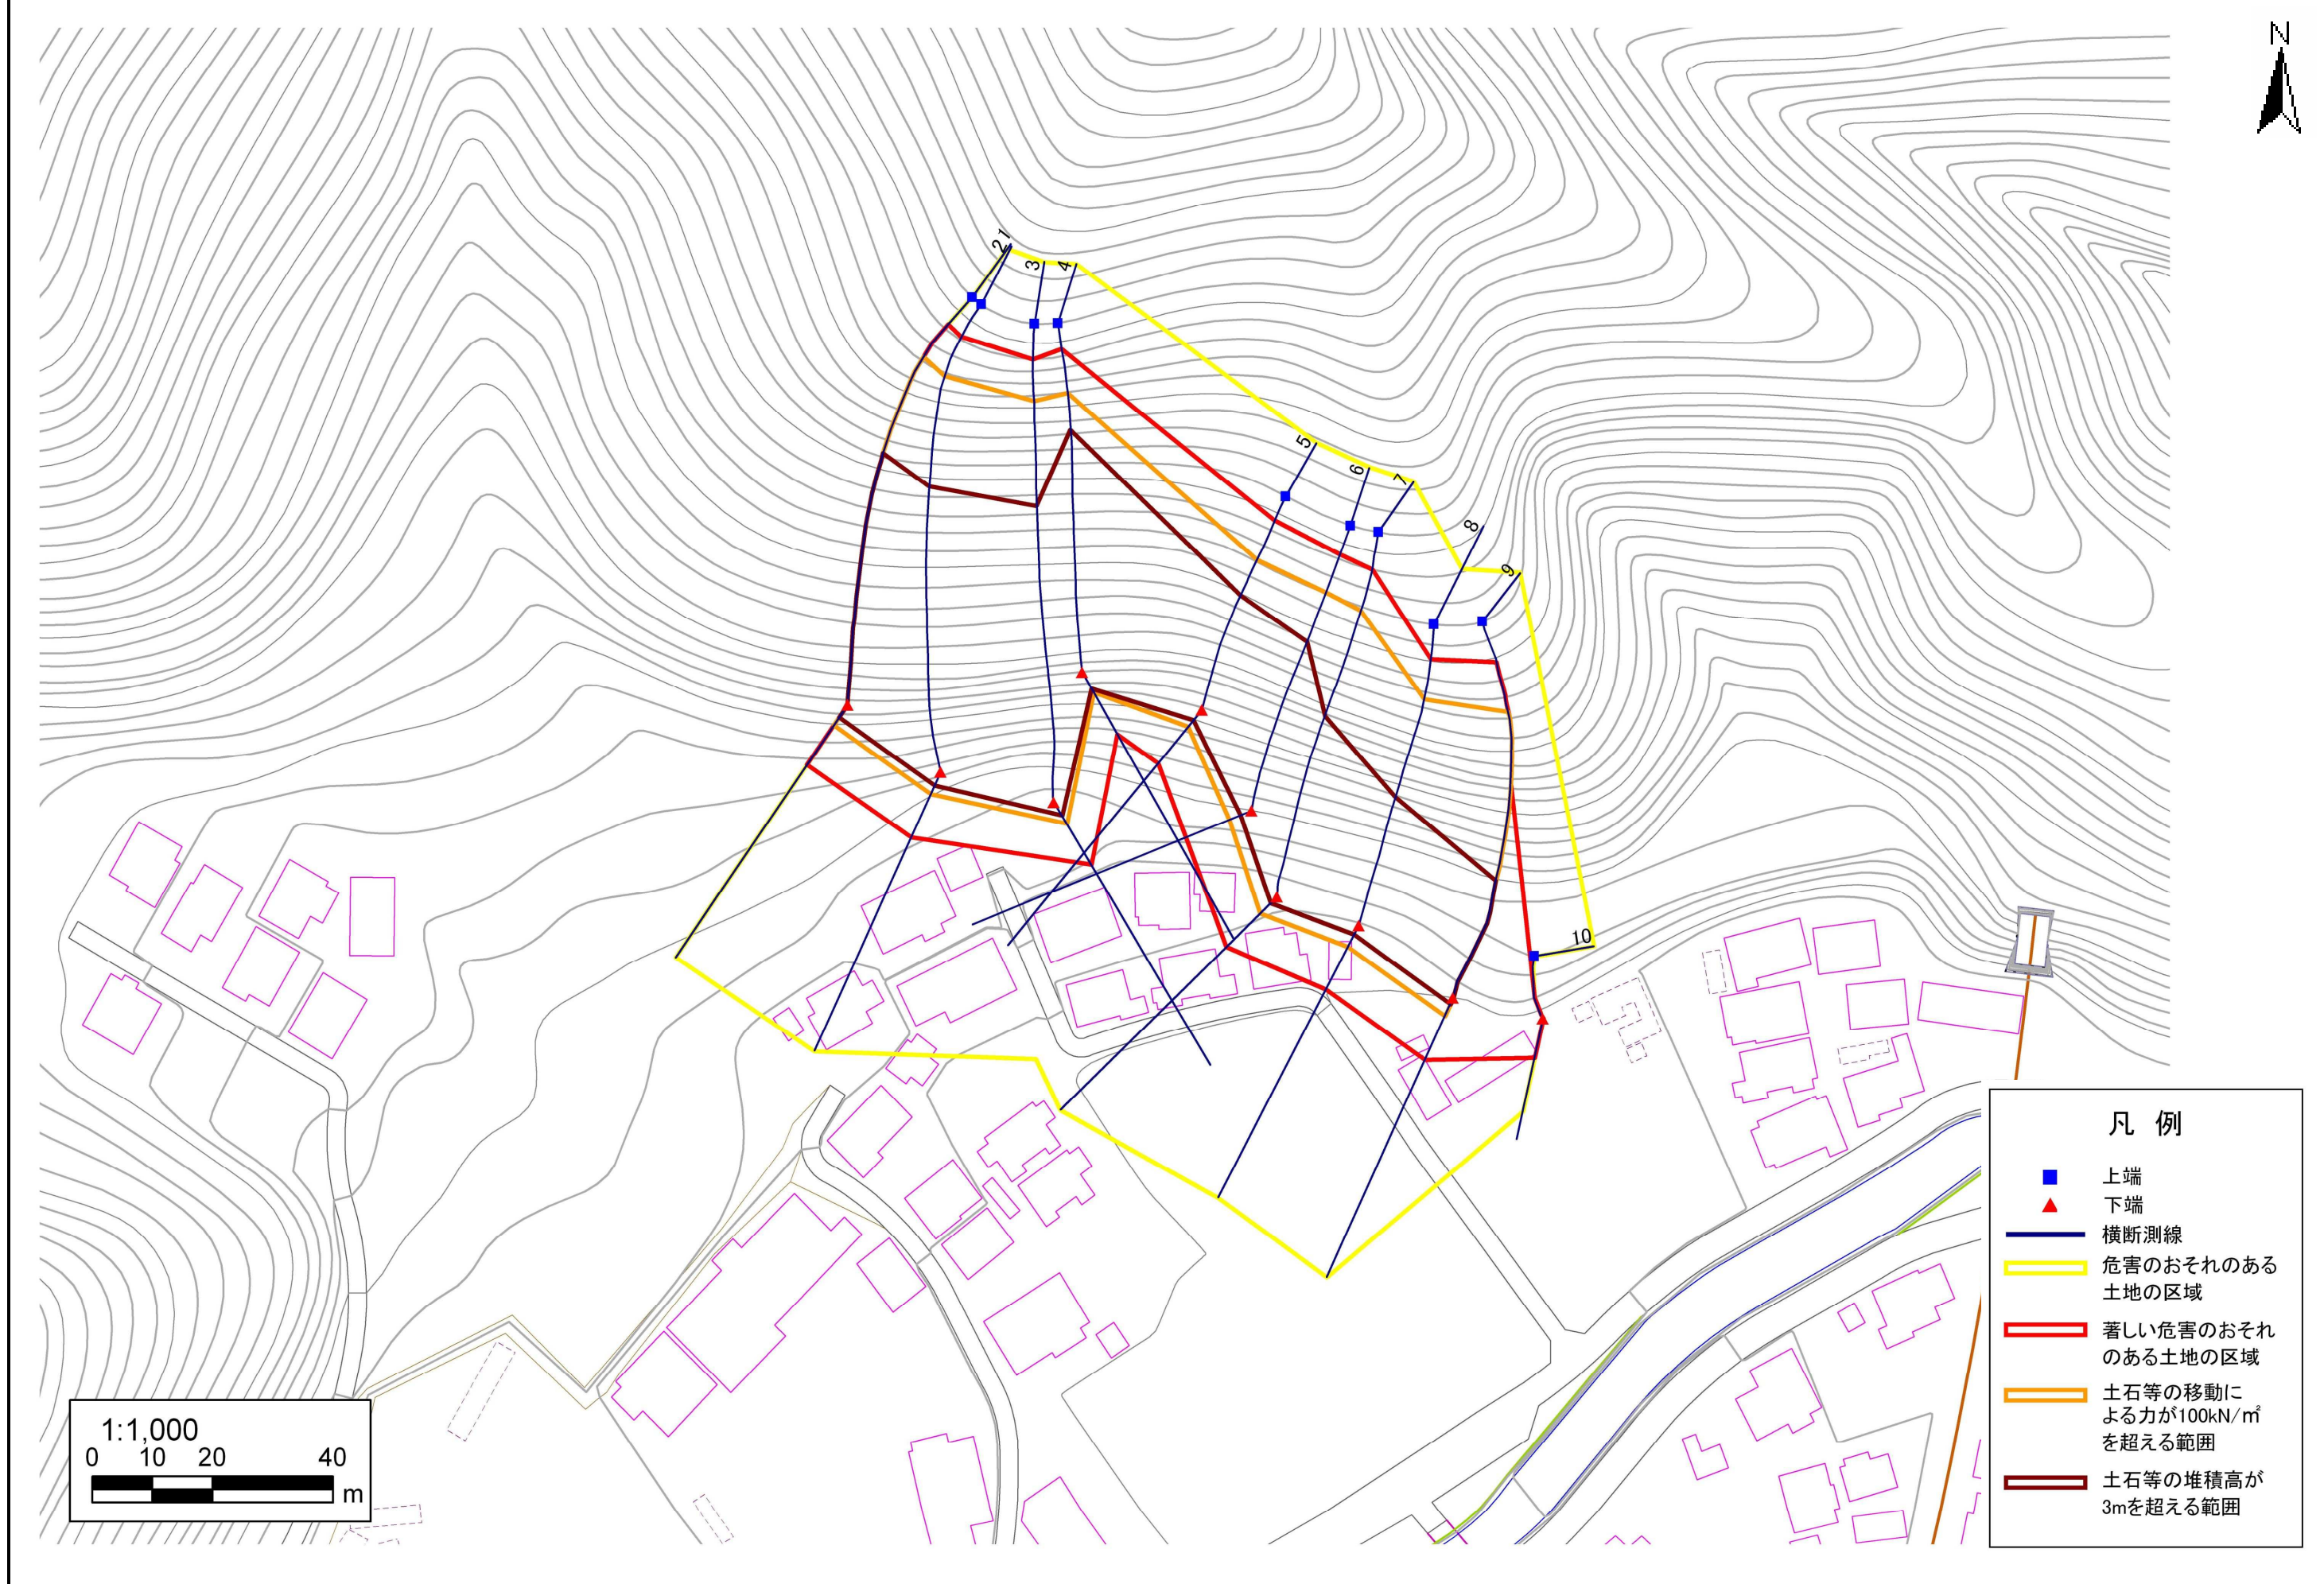 N
21
3
4
5
6
7
8
9
10
凡 例
上端
下端
横断測線
危害のおそれのある
土地の区域
著しい危害のおそれ
のある土地の区域
土石等の移動に
よる力が100kN/㎡
を超える範囲
土石等の堆積高が
3mを超える範囲
1:1,000
0 10 20 40
m